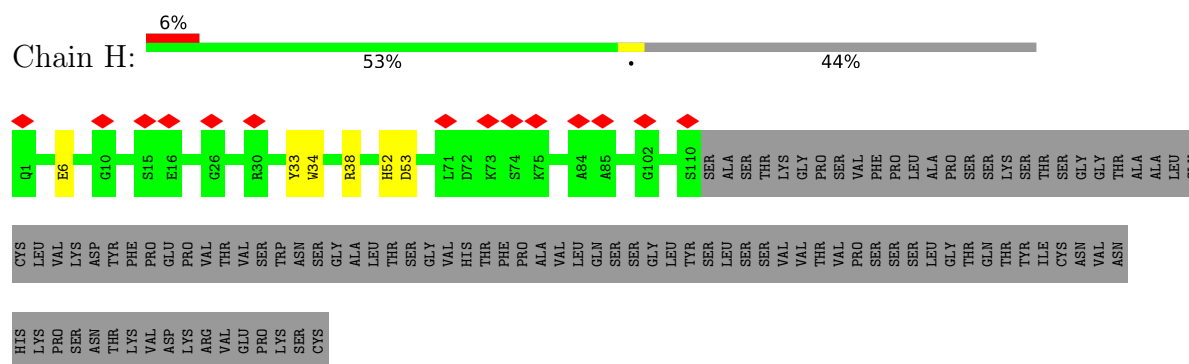 6%
Chain H:
53% • 44%
Q1 E6 G10 S15 E16 G26 R30 Y33 W34 R38 H52 D53 L71 D72 K73 S74 K75 A84 A85 G102 S110 SER ALA SER THR LYS GLY PRO SER VAL PHE PRO LEU ALA PRO SER SER LYS SER THR SER GLY GLY THR ALA ALA LEU
CYS LEU VAL LYS ASP TYR PHE PRO GLU PRO VAL THR VAL SER TRP ASN SER GLY ALA LEU THR SER GLY VAL HIS THR PHE PRO ALA VAL LEU GLN SER SER GLY LEU TYR SER LEU SER SER VAL VAL THR VAL PRO SER SER SER LEU GLY THR GLN THR TYR ILE CYS ASN VAL ASN
HIS LYS PRO SER ASN THR LYS VAL ASP LYS ARG VAL GLU PRO LYS SER CYS